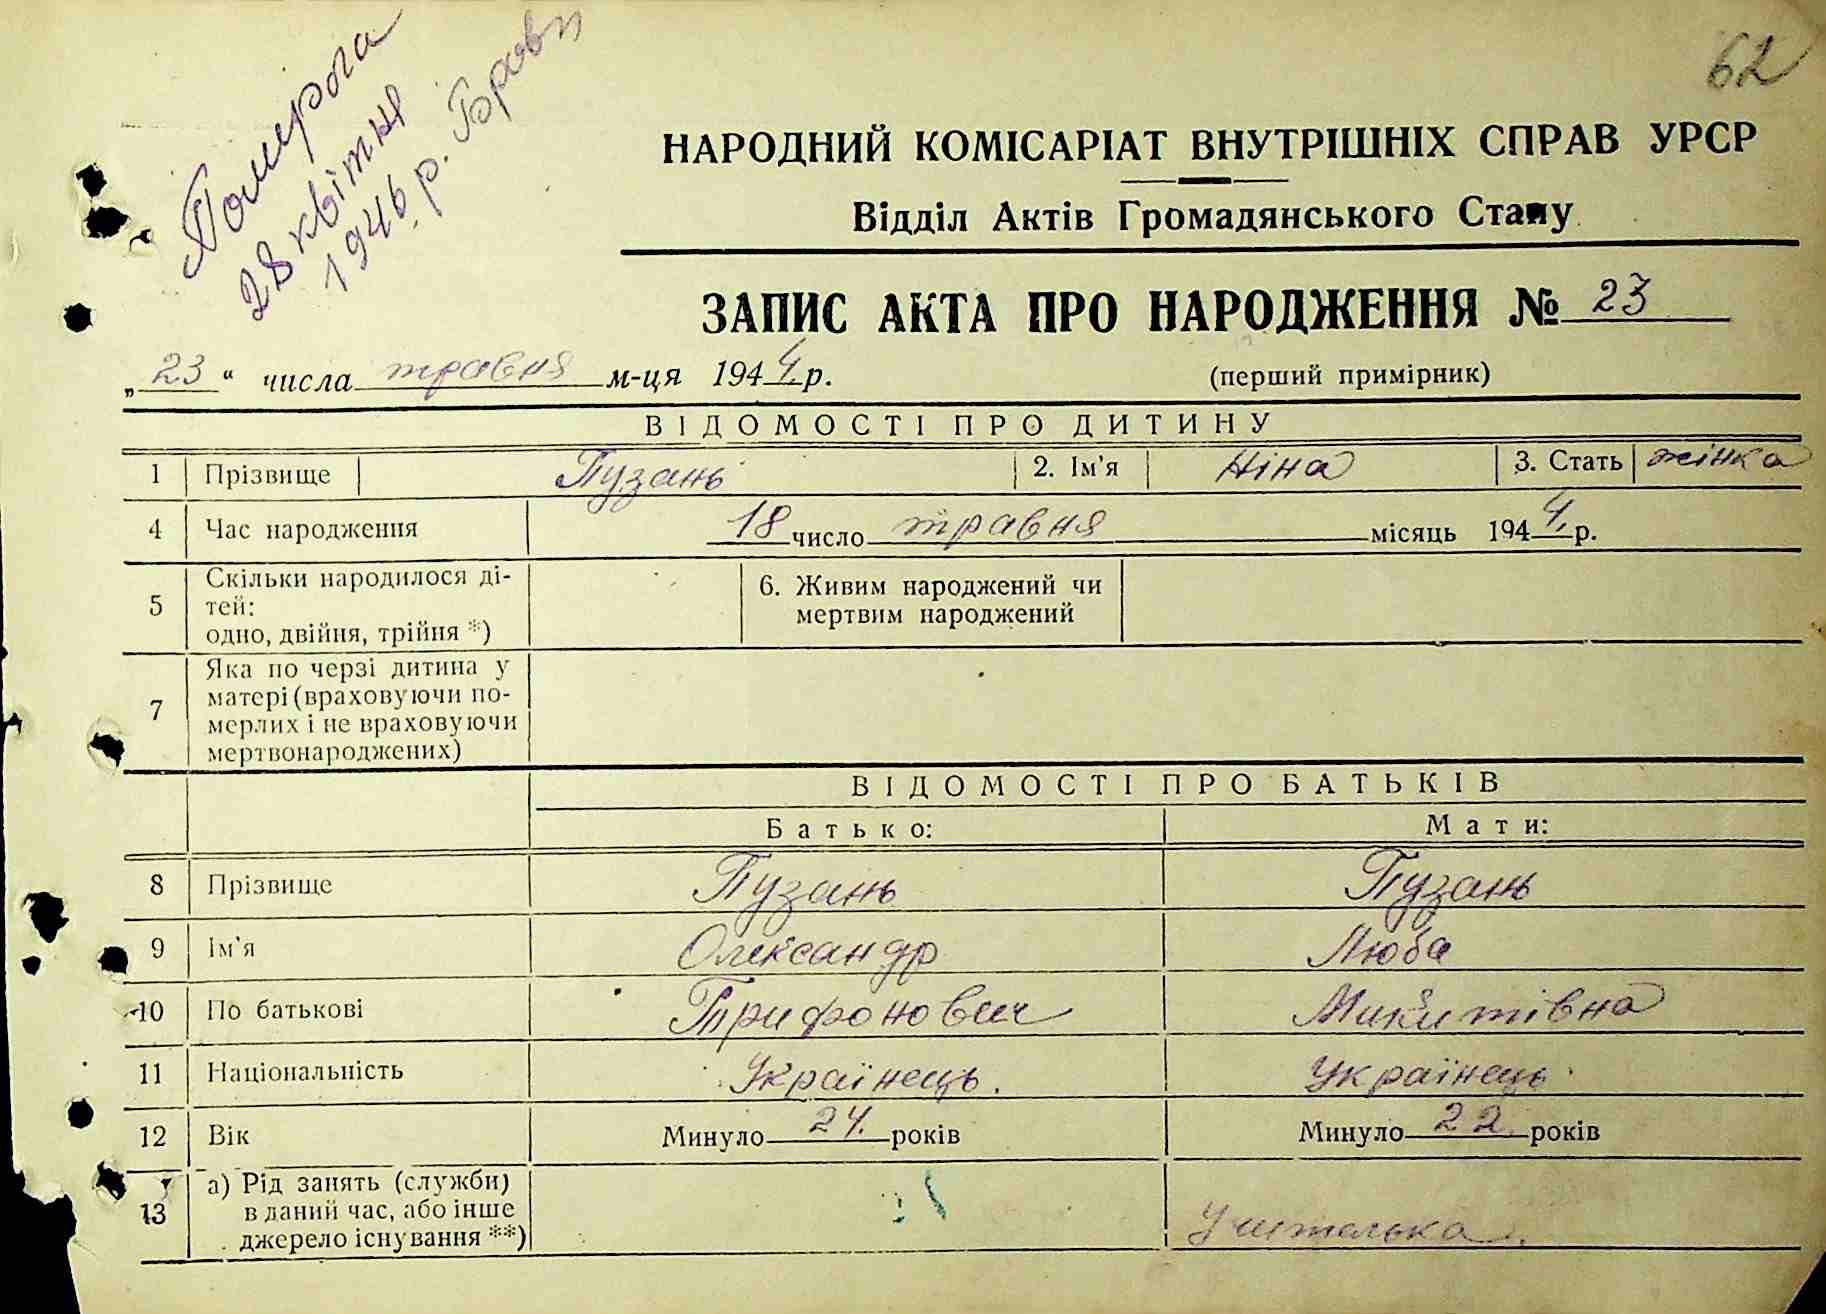 Померла
28 квітня
1946. р.
62
НАРОДНИЙ КОМІСАРІАТ ВНУТРІШНІХ СПРАВ УРСР
Відділ Актів Громадянського Стану
ЗАПИС АКТА ПРО НАРОДЖЕННЯ № 23
„23“ числа травня м-ця 1944. р. (перший примірник)
ВІДОМОСТІ ПРО ДИТИНУ
1 Прізвище Пузань 2. Ім'я Ніна 3. Стать жінка
4 Час народження 18 число травня місяць 1944. р.
5 Скільки народилося ді-
тей:
одно, двійня, трійня *)
6. Живим народжений чи
мертвим народжений
7 Яка по черзі дитина у
матері (враховуючи по-
мерлих і не враховуючи
мертвонароджених)
ВІДОМОСТІ ПРО БАТЬКІВ
Батько: Мати:
8 Прізвище Пузань Пузань
9 Ім'я Олександр Люба
10 По батькові Трифонович Микитівна
11 Національність Українець. Українець.
12 Вік Минуло 24. років Минуло 22 років
13 а) Рід занять (служби)
в даний час, або інше
джерело існування **) Учителька.